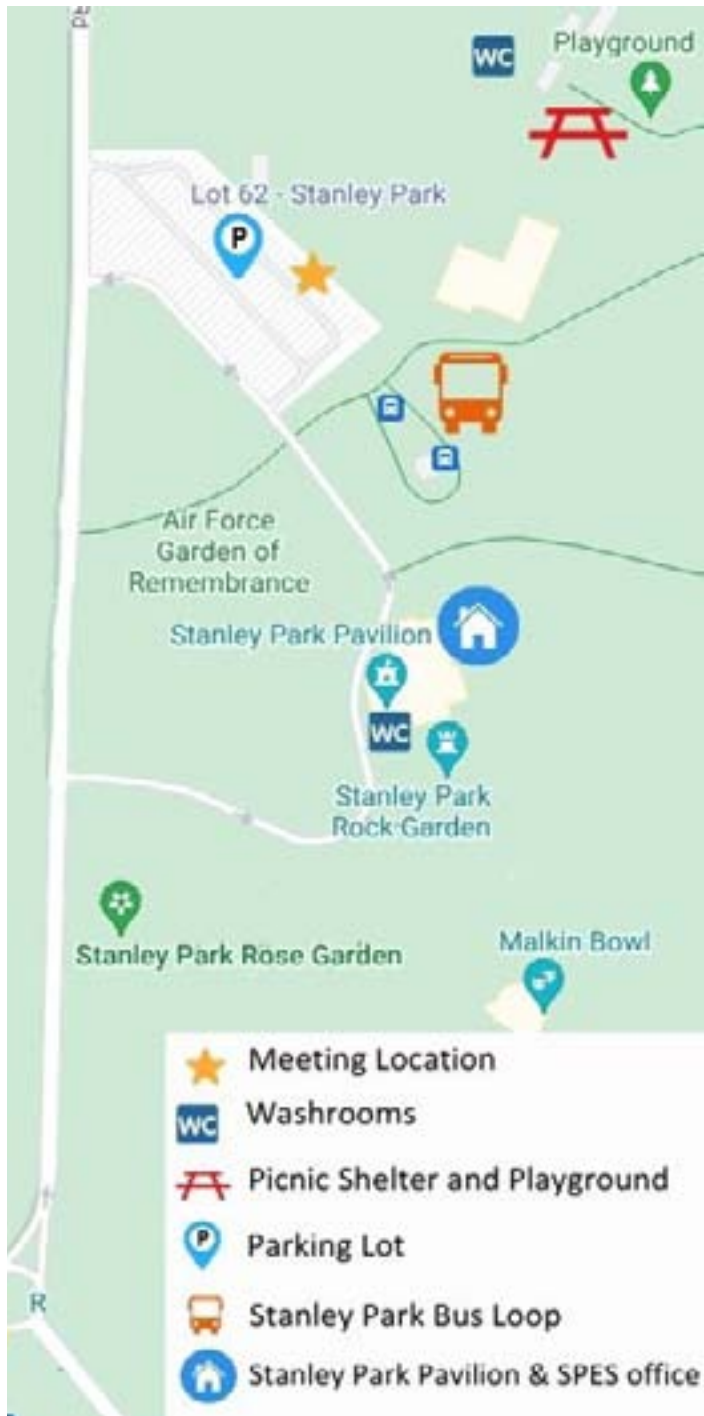 WC
Playground
Lot 62 - Stanley Park
P
Air Force
Garden of
Remembrance
Stanley Park Pavilion
WC
Stanley Park
Rock Garden
Stanley Park Rose Garden
Malkin Bowl
Meeting Location
WC Washrooms
Picnic Shelter and Playground
P Parking Lot
Stanley Park Bus Loop
R
Stanley Park Pavilion & SPES office